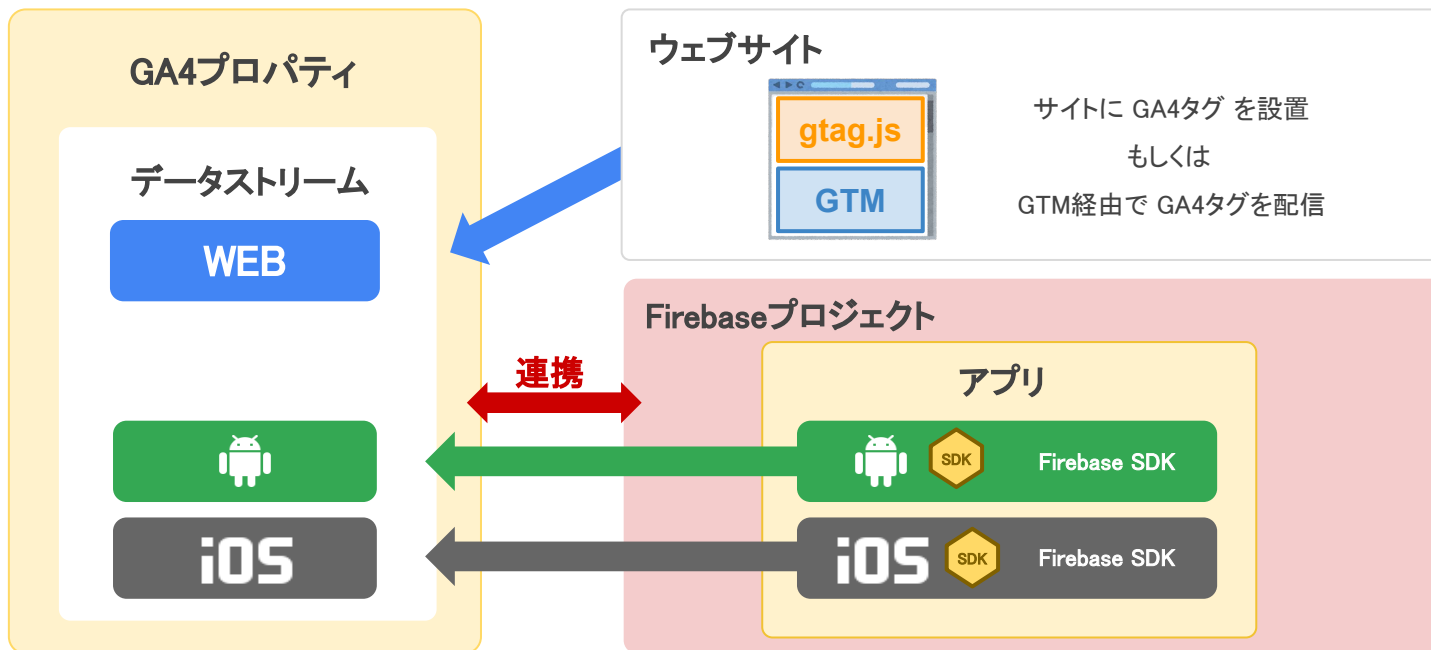 GA4プロパティ
データストリーム
WEB
iOS
ウェブサイト
gtag.js
GTM
サイトに GA4タグ を設置
もしくは
GTM経由で GA4タグを配信
連携
Firebaseプロジェクト
アプリ
SDK Firebase SDK
iOS SDK Firebase SDK